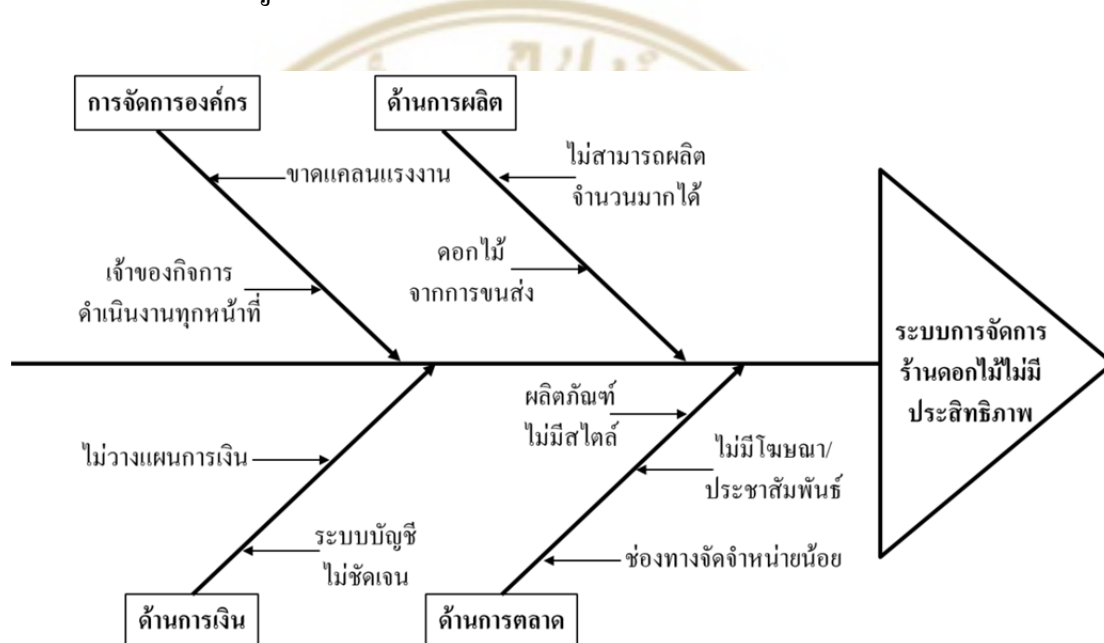 การจัดการองค์กร
ด้านการผลิต
ขาดแคลนแรงงาน
ไม่สามารถผลิต
จำนวนมากได้
เจ้าของกิจการ
ดำเนินงานทุกหน้าที่
ดอกไม้
จากการขนส่ง
ระบบการจัดการ
ร้านดอกไม้ไม่มี
ประสิทธิภาพ
ไม่วางแผนการเงิน
ผลิตภัณฑ์
ไม่มีสไตล์
ไม่มีโฆษณา/
ประชาสัมพันธ์
ระบบบัญชี
ไม่ชัดเจน
ช่องทางจัดจำหน่ายน้อย
ด้านการเงิน
ด้านการตลาด